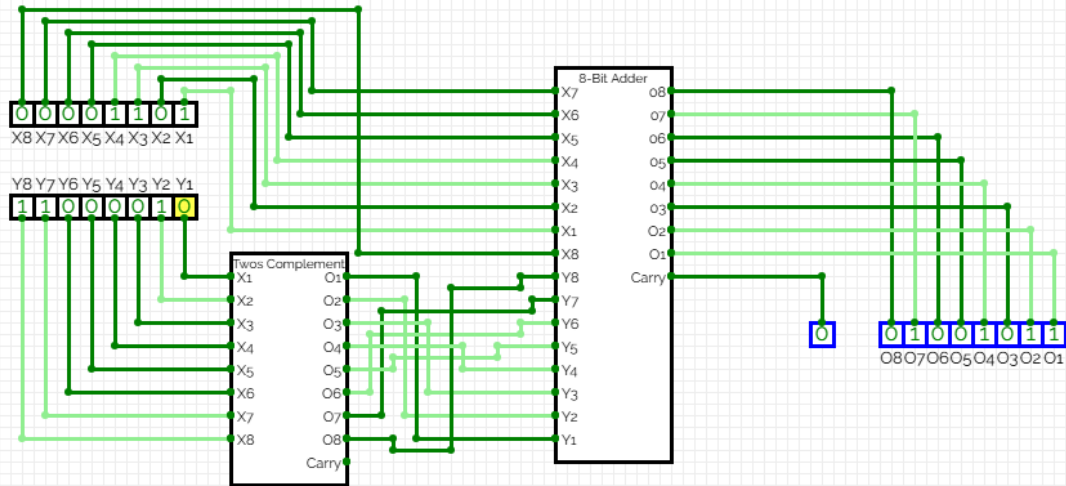 8-Bit Adder
X7 o8
X6 o7
0 0 0 0 1 1 0 1
X5 o6
X8 X7 X6 X5 X4 X3 X2 X1
X4 o5
X3 o4
Y8 Y7 Y6 Y5 Y4 Y3 Y2 Y1
1 1 0 0 0 0 1 0
X2 o3
X1 O2
X8 O1
Twos Complement
X1 O1
Y8 Carry
X2 O2
Y7
X3 O3
Y6
0
0 1 0 0 1 0 1 1
X4 O4
Y5
O8 O7 O6 O5 O4 O3 O2 O1
X5 O5
Y4
X6 O6
Y3
X7 O7
Y2
X8 O8
Y1
Carry